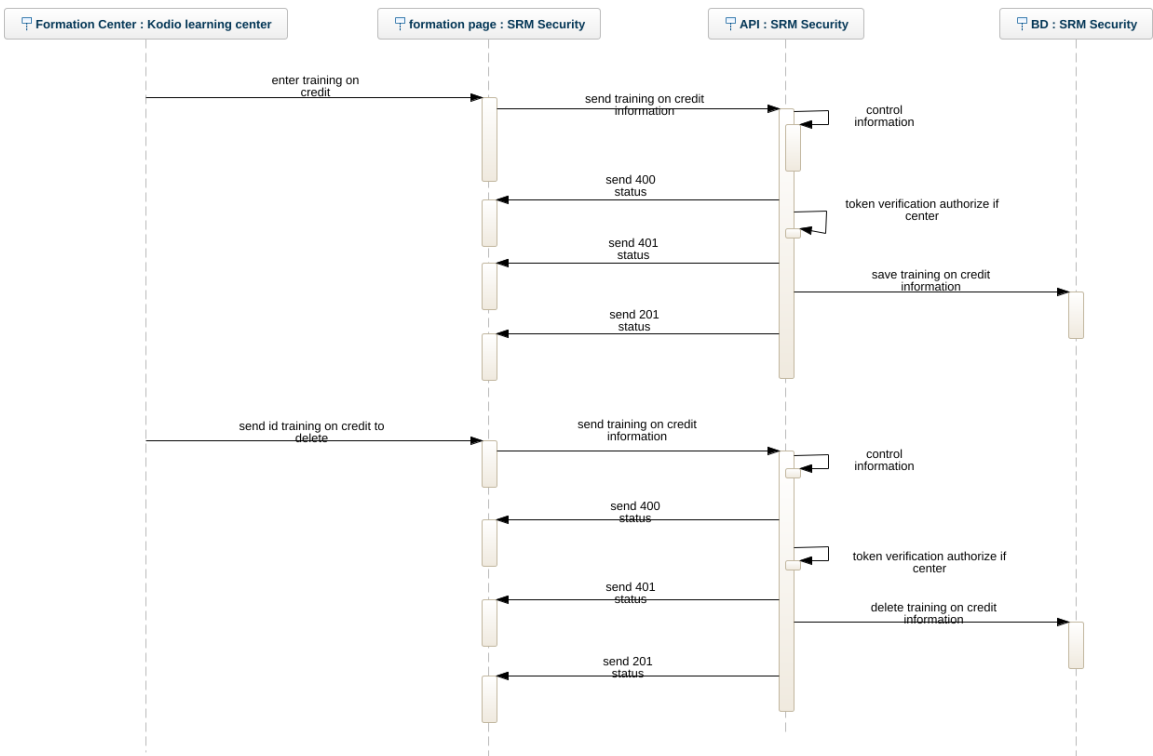 Formation Center : Kodio learning center
formation page : SRM Security
API : SRM Security
BD : SRM Security
enter training on
credit
send training on credit
information
control
information
send 400
status
token verification authorize if
center
send 401
status
save training on credit
information
send 201
status
send id training on credit to
delete
send training on credit
information
control
information
send 400
status
token verification authorize if
center
send 401
status
delete training on credit
information
send 201
status